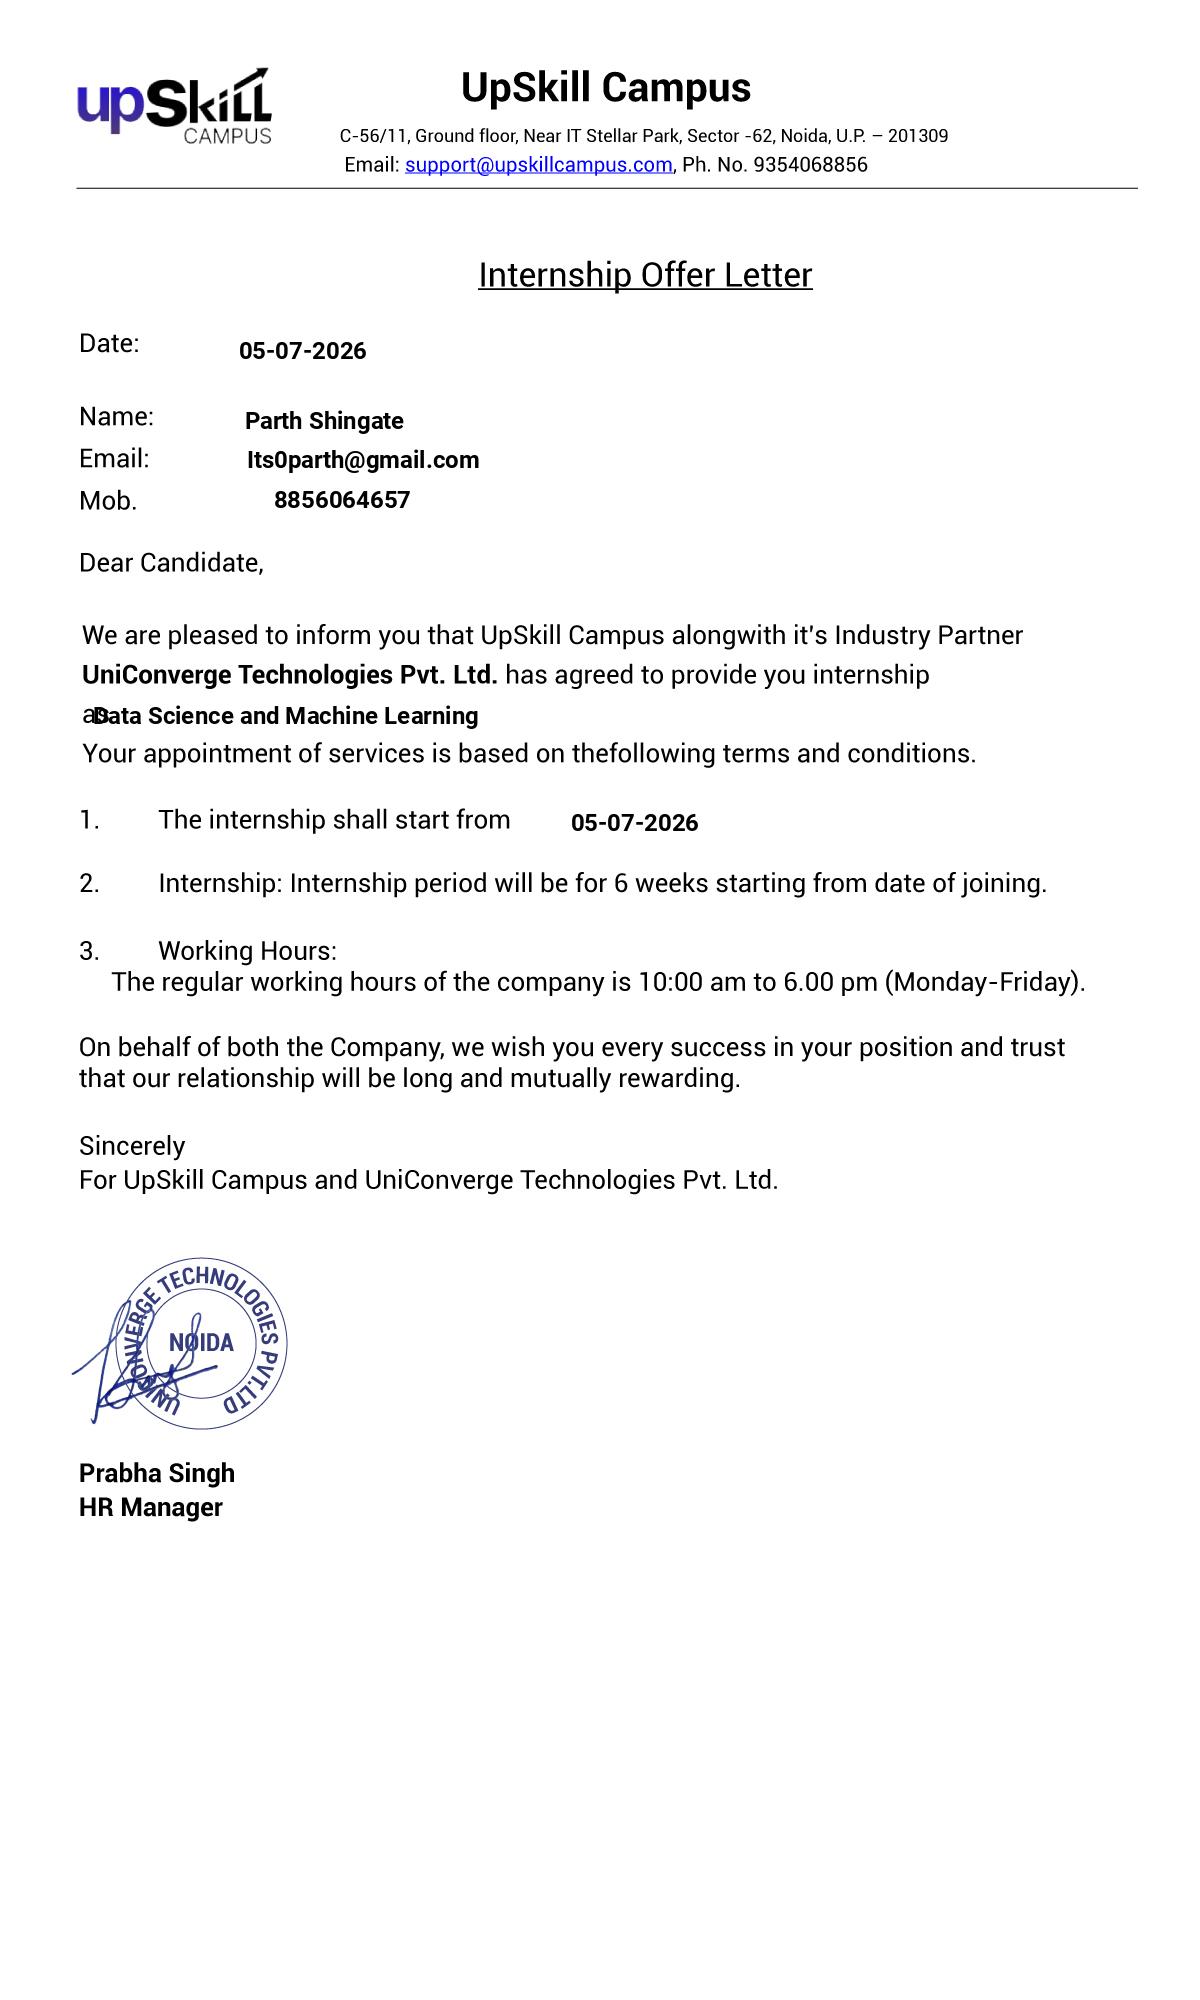 upSkill
CAMPUS
UpSkill Campus
C-56/11, Ground floor, Near IT Stellar Park, Sector -62, Noida, U.P. – 201309
Email: support@upskillcampus.com, Ph. No. 9354068856
Internship Offer Letter
Date: 05-07-2026
Name: Parth Shingate
Email: Its0parth@gmail.com
Mob. 8856064657
Dear Candidate,
We are pleased to inform you that UpSkill Campus alongwith it's Industry Partner
UniConverge Technologies Pvt. Ltd. has agreed to provide you internship
as Data Science and Machine Learning
Your appointment of services is based on thefollowing terms and conditions.
1. The internship shall start from 05-07-2026
2. Internship: Internship period will be for 6 weeks starting from date of joining.
3. Working Hours:
The regular working hours of the company is 10:00 am to 6.00 pm (Monday-Friday).
On behalf of both the Company, we wish you every success in your position and trust
that our relationship will be long and mutually rewarding.
Sincerely
For UpSkill Campus and UniConverge Technologies Pvt. Ltd.
UNICONVERGE TECHNOLOGIES PVT.LTD
NOIDA
Prabha Singh
HR Manager